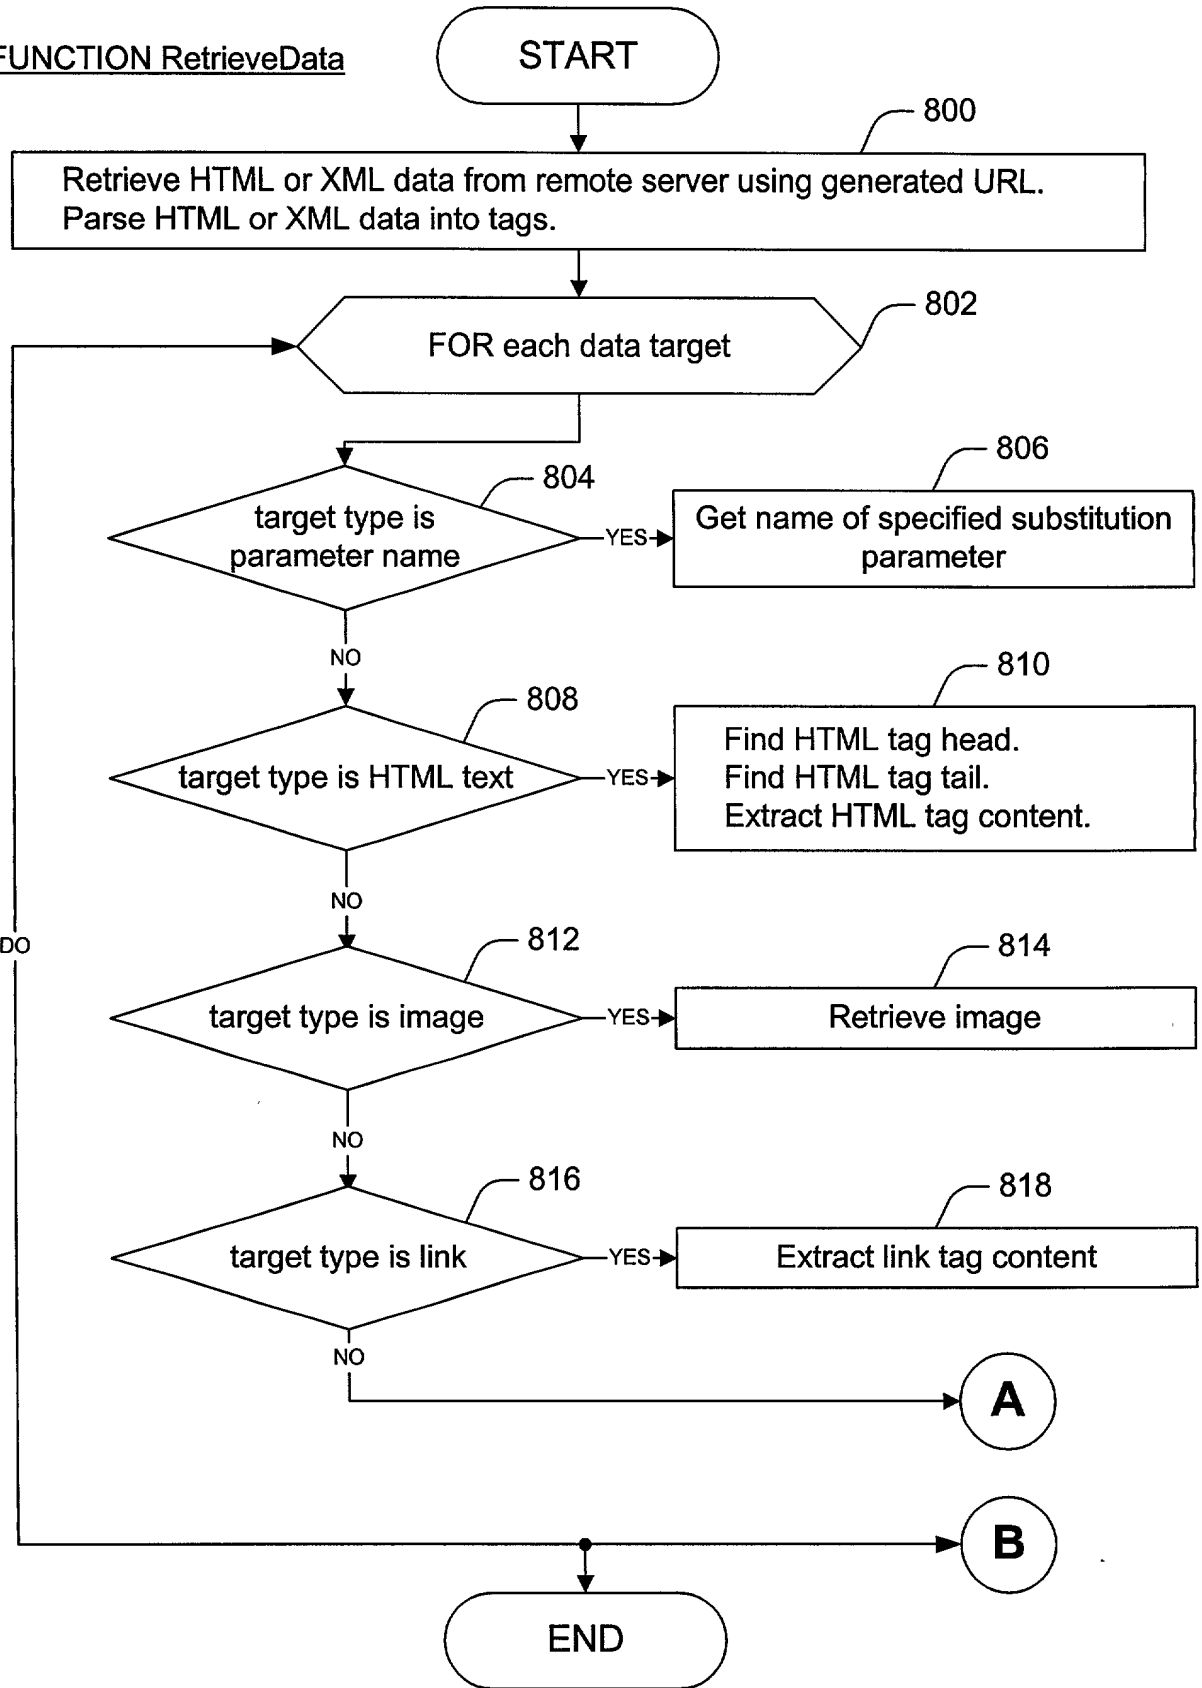 FUNCTION RetrieveData
START
800
Retrieve HTML or XML data from remote server using generated URL.
Parse HTML or XML data into tags.
802
FOR each data target
804
target type is
parameter name
YES
806
Get name of specified substitution
parameter
NO
808
target type is HTML text
YES
810
Find HTML tag head.
Find HTML tag tail.
Extract HTML tag content.
NO
DO
812
target type is image
YES
814
Retrieve image
NO
816
target type is link
YES
818
Extract link tag content
NO
A
B
END